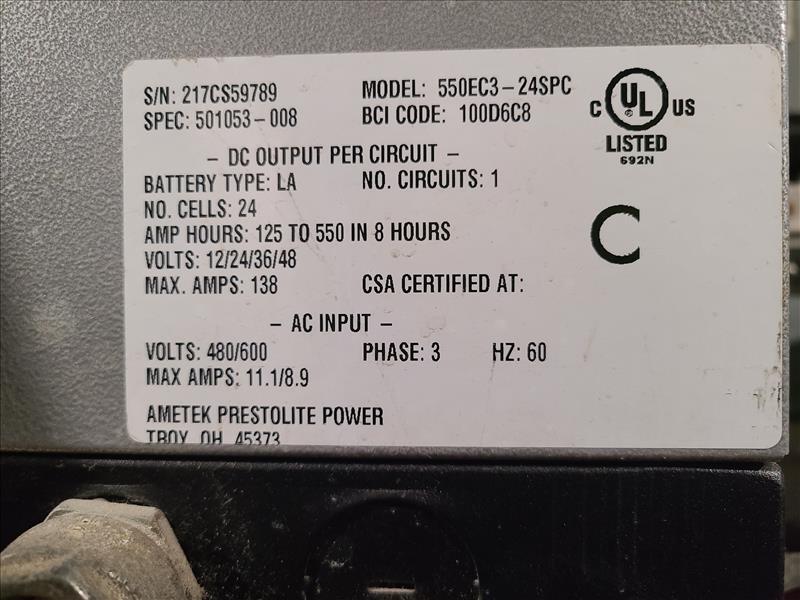 S/N: 217CS59789 MODEL: 550EC3-24SPC
SPEC: 501053-008 BCI CODE: 100D6C8
C UL ® US
LISTED
692N
- DC OUTPUT PER CIRCUIT -
BATTERY TYPE: LA NO. CIRCUITS: 1
NO. CELLS: 24
AMP HOURS: 125 TO 550 IN 8 HOURS
VOLTS: 12/24/36/48
MAX. AMPS: 138 CSA CERTIFIED AT:
C
- AC INPUT -
VOLTS: 480/600 PHASE: 3 HZ: 60
MAX AMPS: 11.1/8.9
AMETEK PRESTOLITE POWER
TROY, OH, 45373